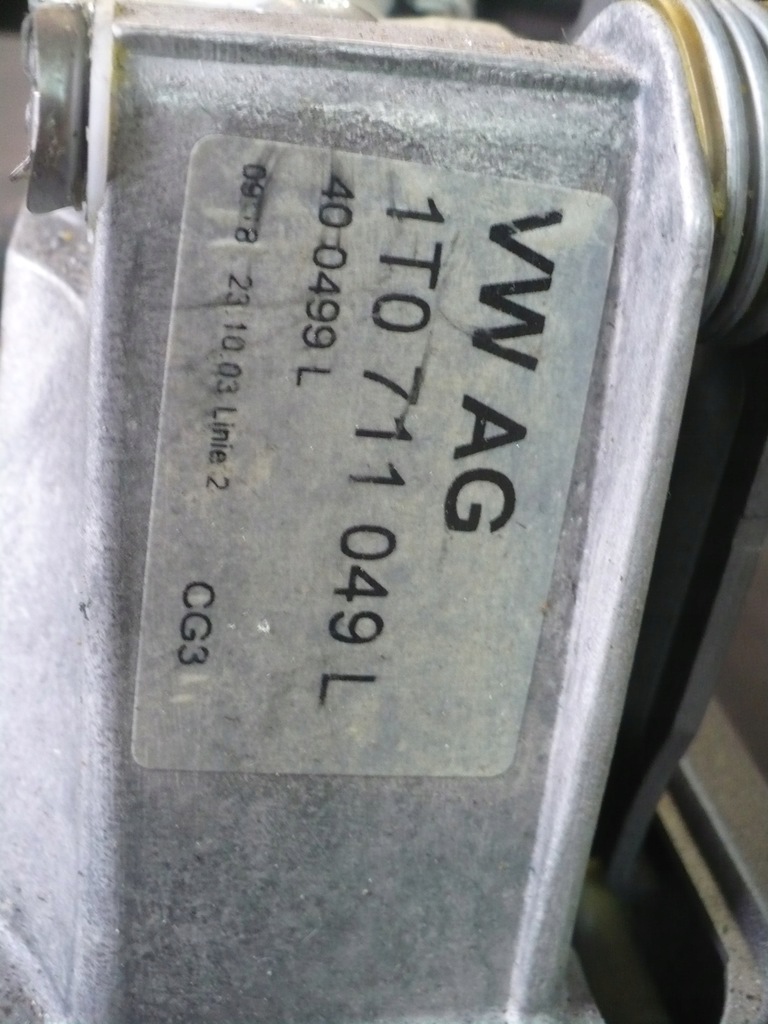 VW AG
1T0 711 049 L
40-0499 L
23.10.03 Linie 2
CG3